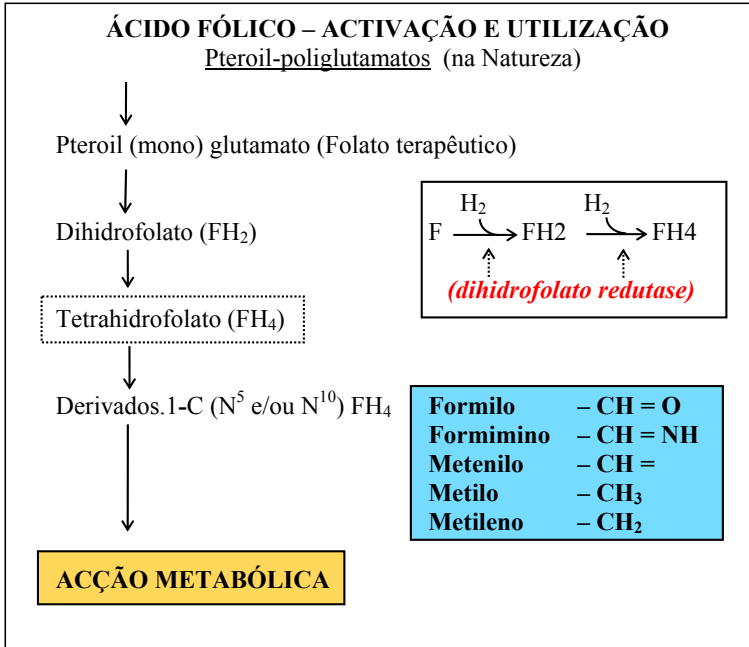 ÁCIDO FÓLICO – ACTIVAÇÃO E UTILIZAÇÃO
Pteroil-poliglutamatos (na Natureza)
Pteroil (mono) glutamato (Folato terapêutico)
H₂ H₂
F FH2 FH4
(dihidrofolato redutase)
Dihidrofolato (FH₂)
Tetrahidrofolato (FH₄)
Derivados.1-C (N⁵ e/ou N¹⁰) FH₄
Formilo – CH = O
Formimino – CH = NH
Metenilo – CH =
Metilo – CH₃
Metileno – CH₂
ACÇÃO METABÓLICA